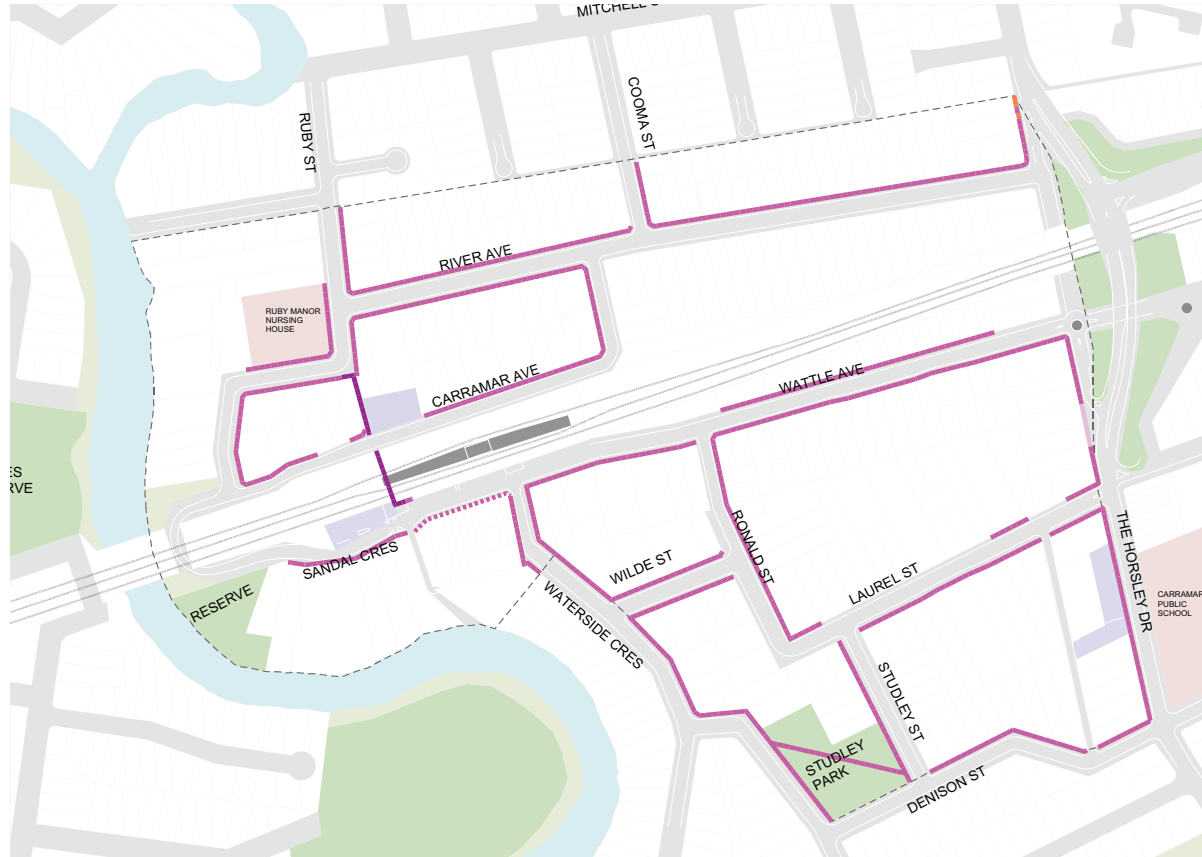 MITCHELL S
RUBY ST
COOMA ST
RIVER AVE
RUBY MANOR
NURSING
HOUSE
CARRAMAR AVE
WATTLE AVE
ES
RVE
SANDAL CRES
RESERVE
WILDE ST
RONALD ST
LAUREL ST
THE HORSLEY DR
CARRAMAR
PUBLIC
SCHOOL
WATERSIDE CRES
STUDLEY ST
STUDLEY
PARK
DENISON ST